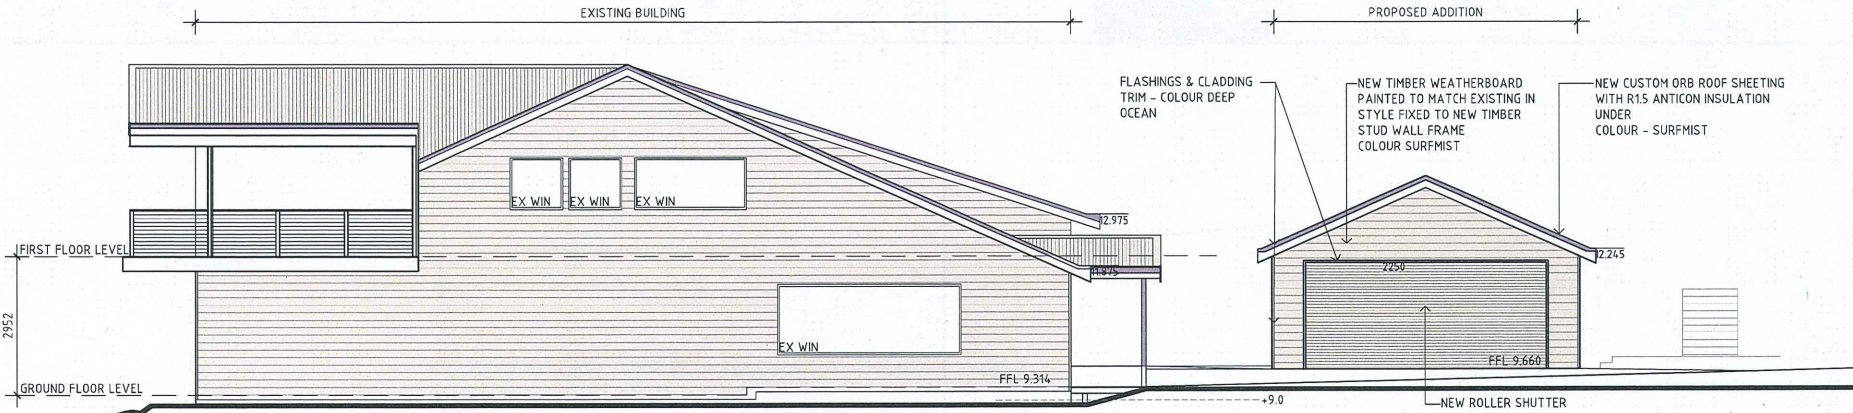 EXISTING BUILDING
PROPOSED ADDITION
FLASHINGS & CLADDING
TRIM - COLOUR DEEP
OCEAN
NEW TIMBER WEATHERBOARD
PAINTED TO MATCH EXISTING IN
STYLE FIXED TO NEW TIMBER
STUD WALL FRAME
COLOUR SURFMIST
NEW CUSTOM ORB ROOF SHEETING
WITH R1.5 ANTICON INSULATION
UNDER
COLOUR - SURFMIST
EX WIN
EX WIN
EX WIN
12.975
FIRST FLOOR LEVEL
11.875
12.245
2250
2952
EX WIN
FFL 9.660
FFL 9.314
GROUND FLOOR LEVEL
+9.0
NEW ROLLER SHUTTER